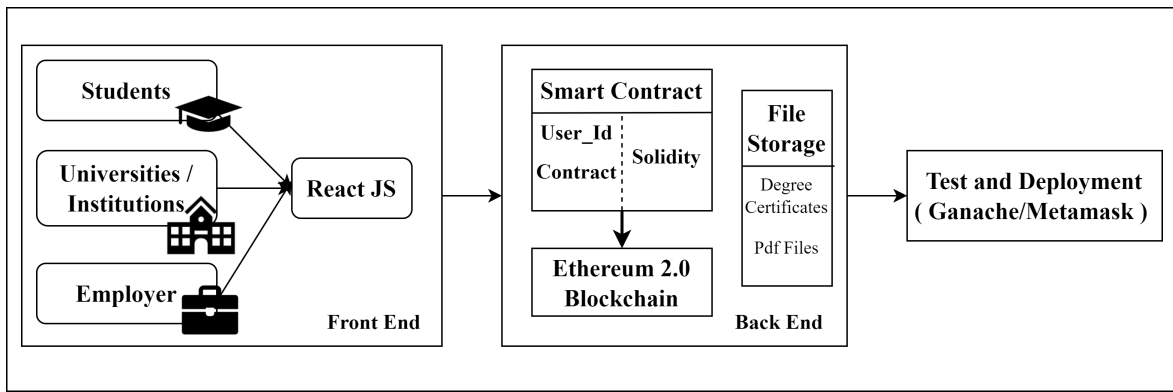 Students
Universities /
Institutions
Employer
React JS
Front End
Smart Contract
User_Id
Contract
Solidity
Ethereum 2.0
Blockchain
File
Storage
Degree
Certificates
Pdf Files
Back End
Test and Deployment
( Ganache/Metamask )